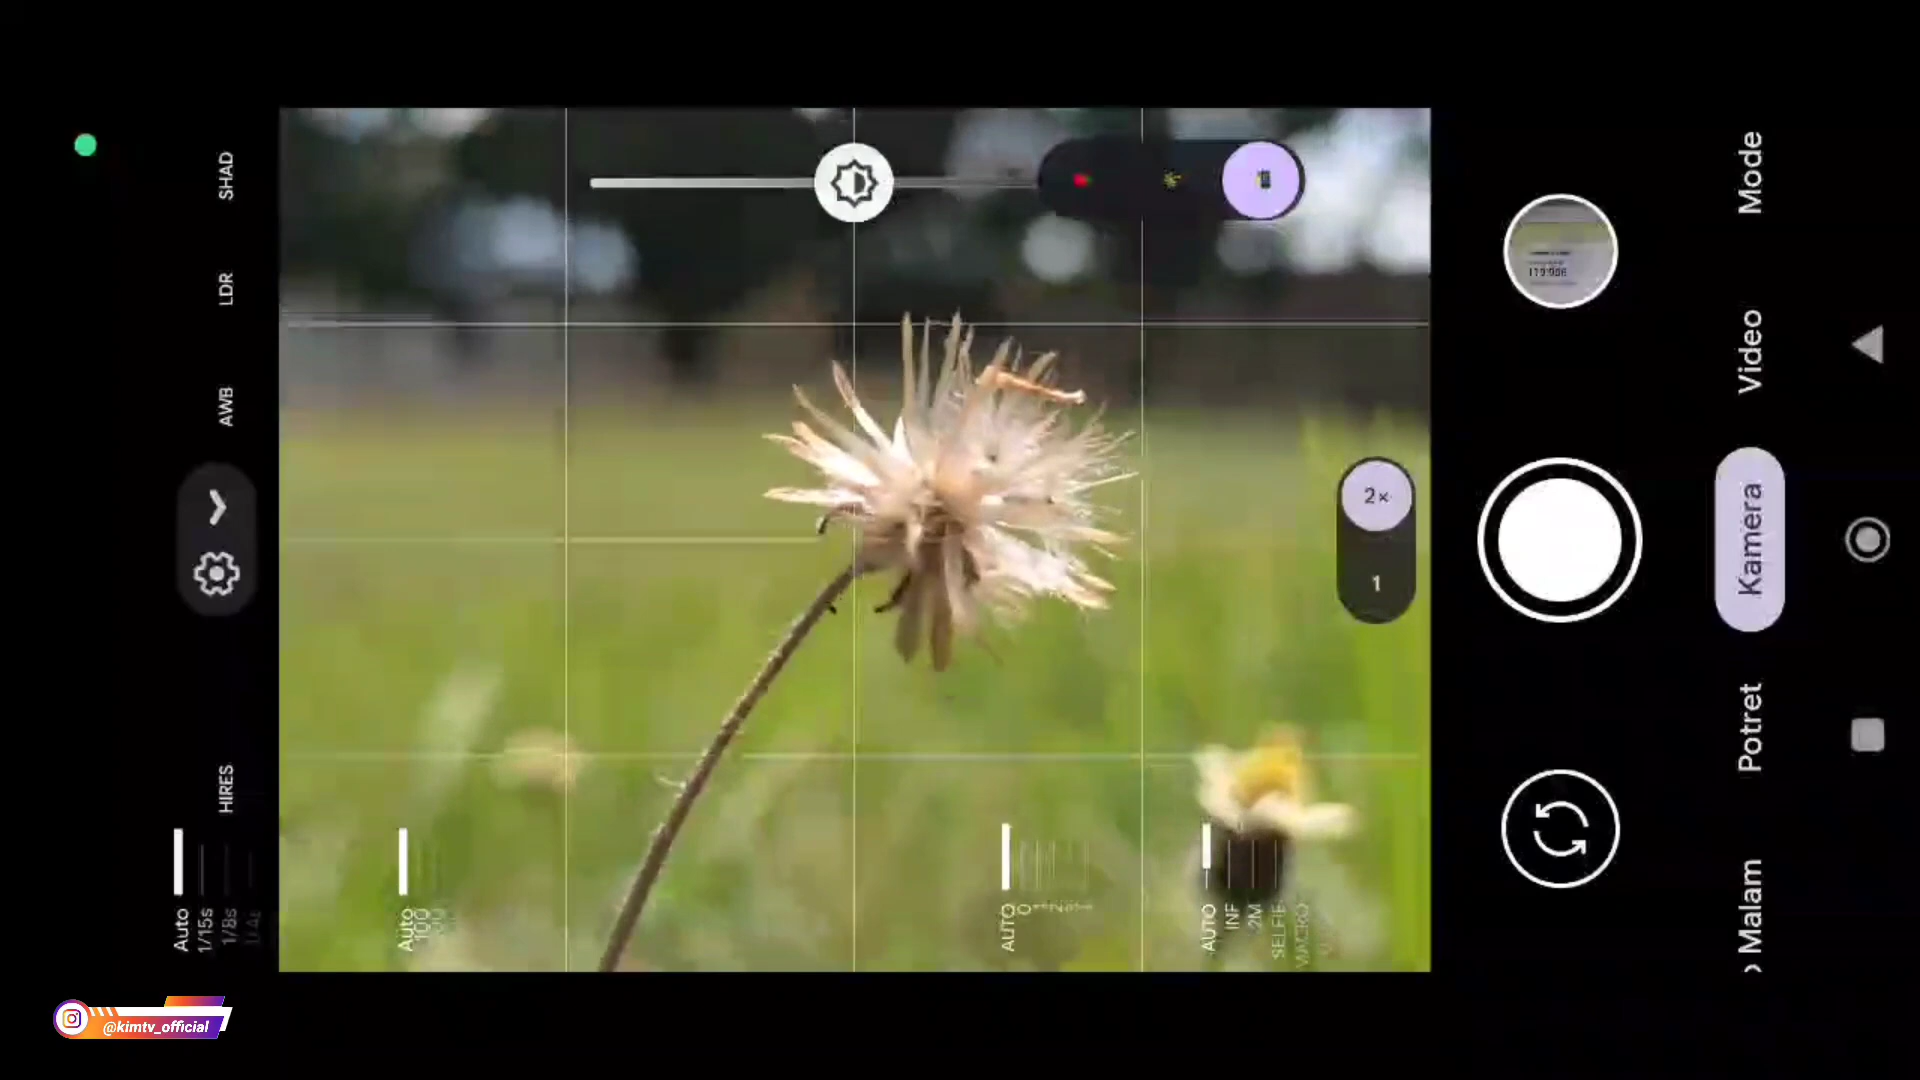 SHAD
LDR
AWB
HIRES
Auto
1/15s
1/8s
Auto
100
AUTO
0
AUTO
INF
2M
SELFIE
MACRO
2×
1
Mode
Video
Kamera
Potret
Malam
@kimtv_official